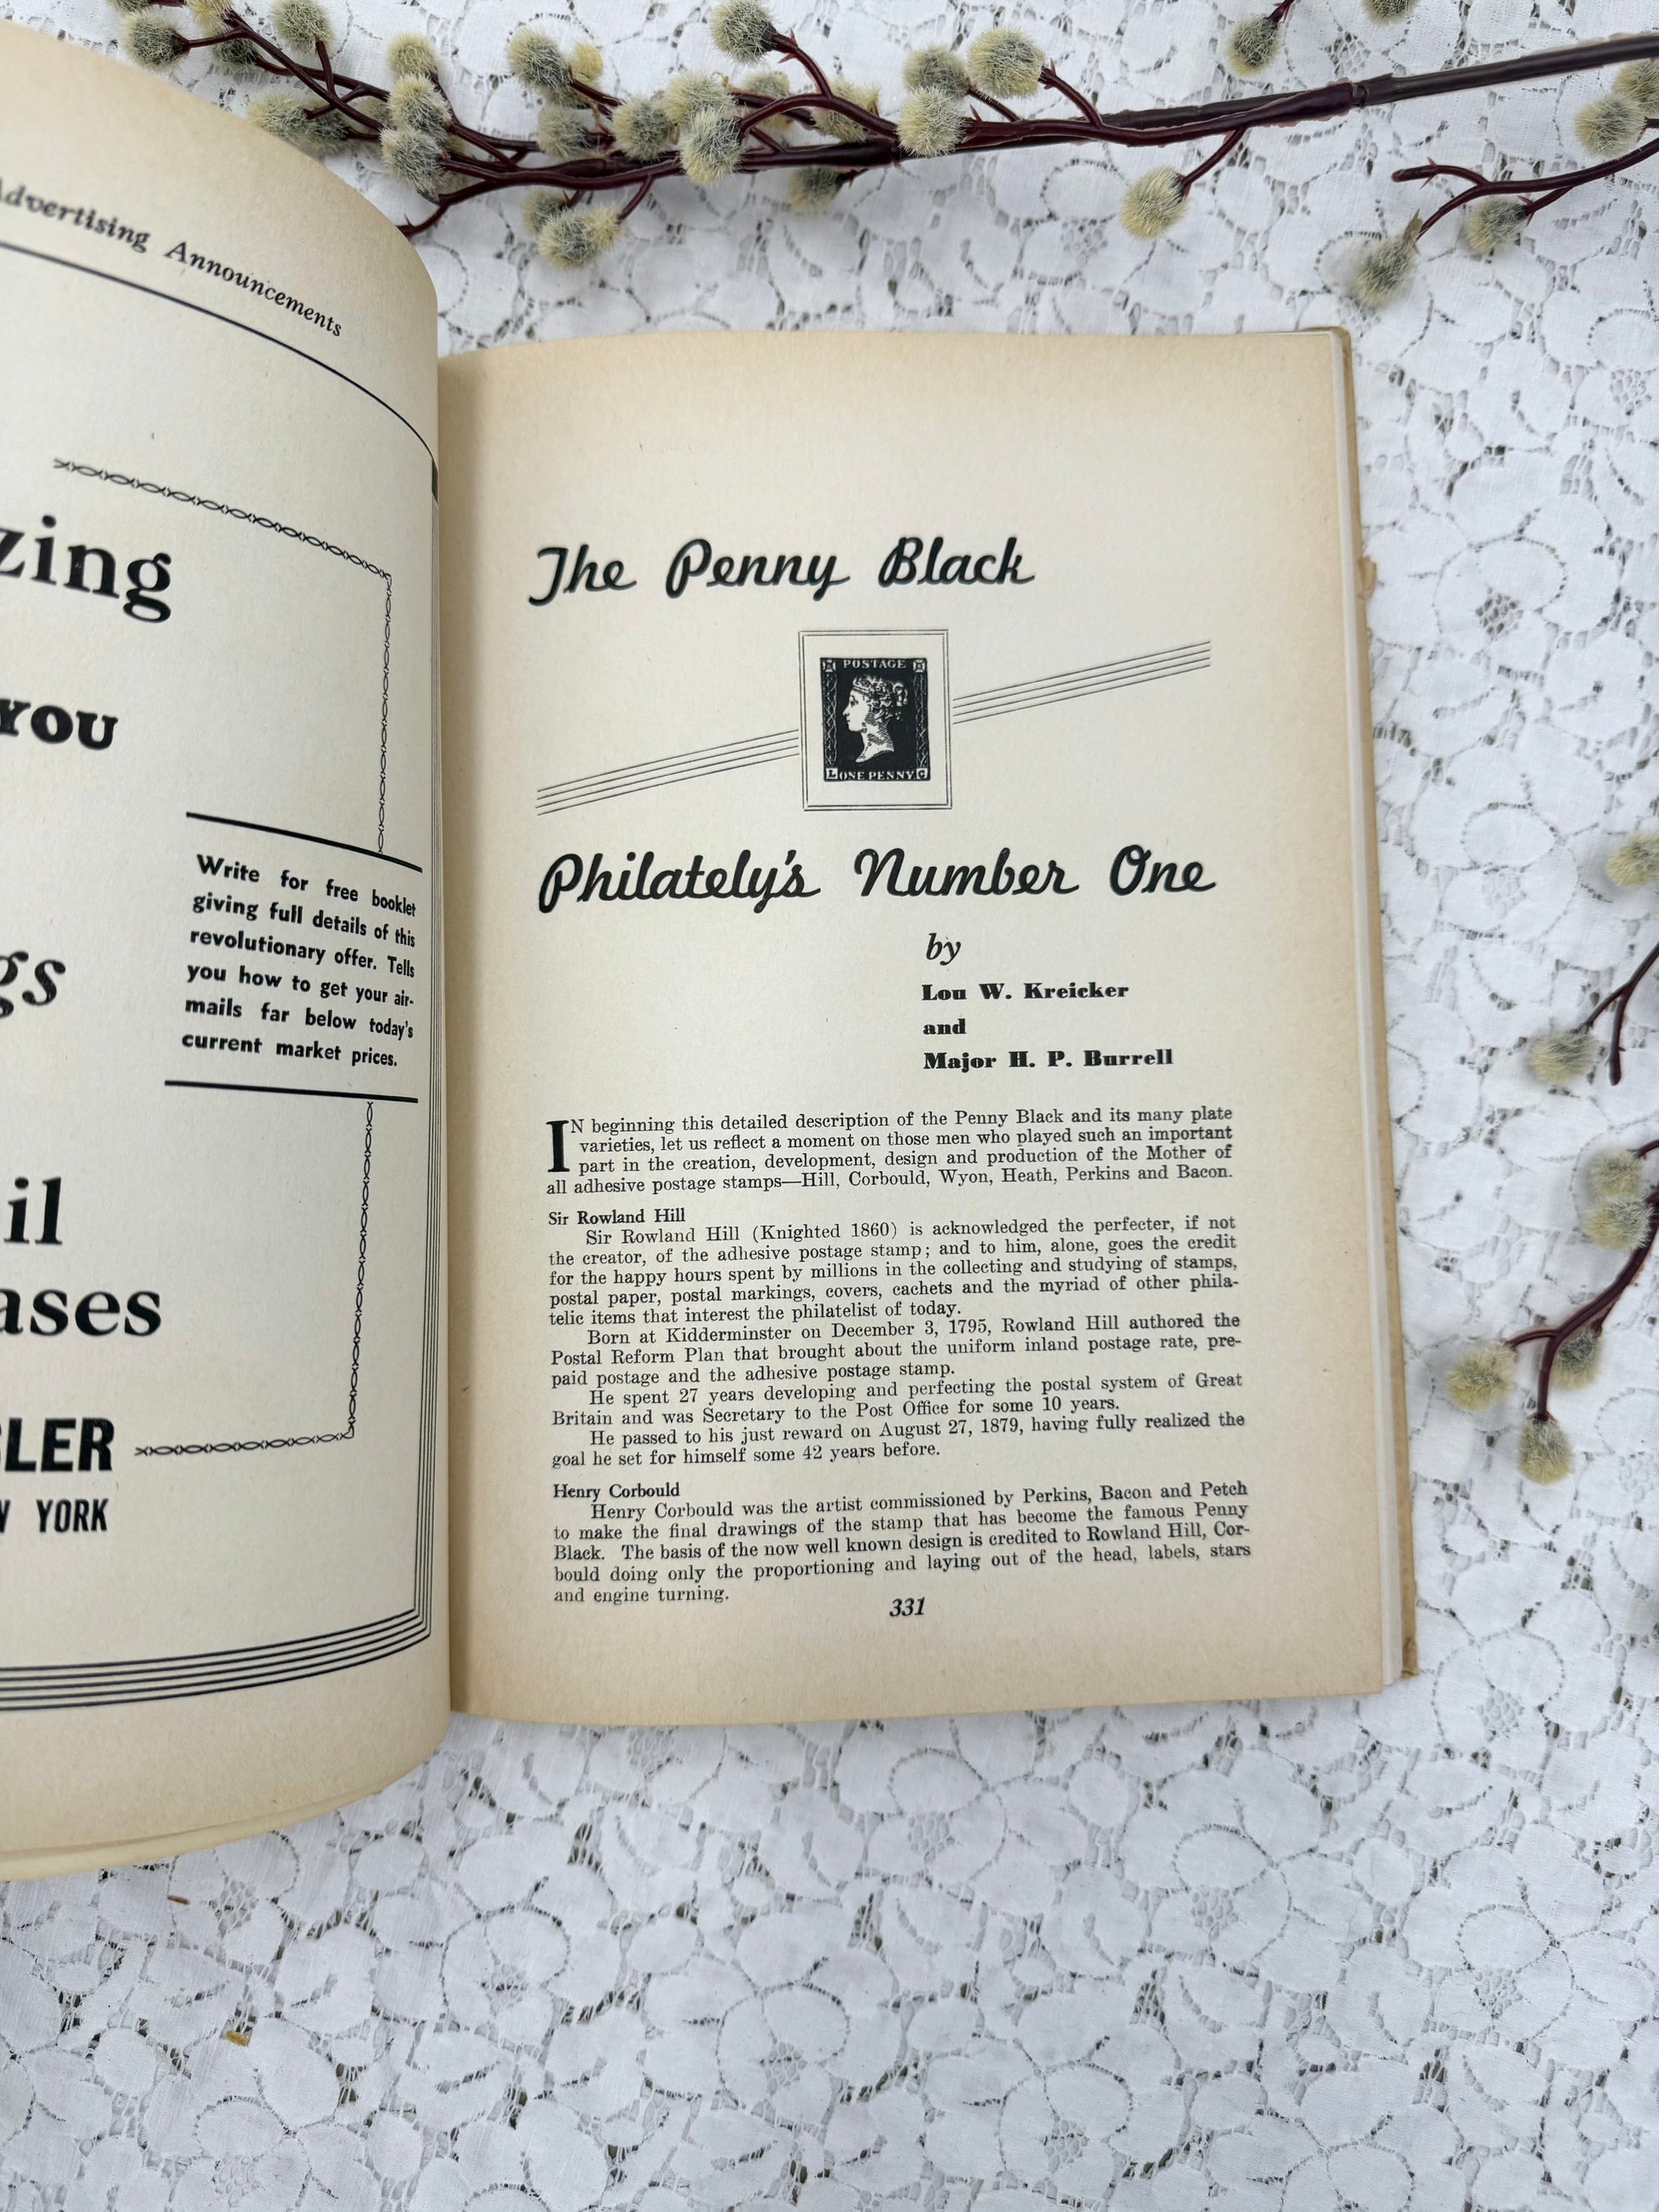 Advertising Announcements
zing
YOU
Write for free booklet
giving full details of this
revolutionary offer. Tells
you how to get your air-
mails far below today's
current market prices.
gs
il
ases
LER
YORK
The Penny Black
POSTAGE
L ONE PENNY G
Philately's Number One
by
Lou W. Kreicker
and
Major H. P. Burrell
IN beginning this detailed description of the Penny Black and its many plate
varieties, let us reflect a moment on those men who played such an important
part in the creation, development, design and production of the Mother of
all adhesive postage stamps—Hill, Corbould, Wyon, Heath, Perkins and Bacon.
Sir Rowland Hill
Sir Rowland Hill (Knighted 1860) is acknowledged the perfecter, if not
the creator, of the adhesive postage stamp; and to him, alone, goes the credit
for the happy hours spent by millions in the collecting and studying of stamps,
postal paper, postal markings, covers, cachets and the myriad of other phila-
telic items that interest the philatelist of today.
Born at Kidderminster on December 3, 1795, Rowland Hill authored the
Postal Reform Plan that brought about the uniform inland postage rate, pre-
paid postage and the adhesive postage stamp.
He spent 27 years developing and perfecting the postal system of Great
Britain and was Secretary to the Post Office for some 10 years.
He passed to his just reward on August 27, 1879, having fully realized the
goal he set for himself some 42 years before.
Henry Corbould
Henry Corbould was the artist commissioned by Perkins, Bacon and Petch
to make the final drawings of the stamp that has become the famous Penny
Black. The basis of the now well known design is credited to Rowland Hill, Cor-
bould doing only the proportioning and laying out of the head, labels, stars
and engine turning.
331